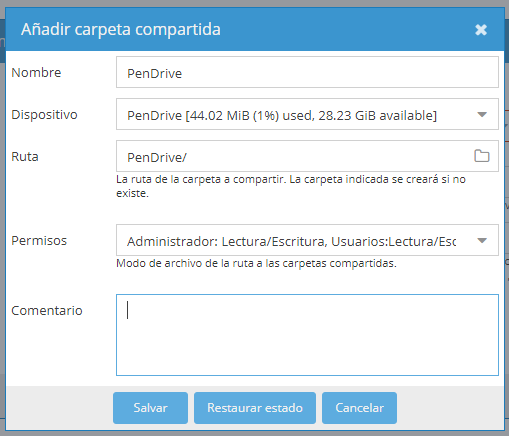 Añadir carpeta compartida
Nombre
PenDrive
Dispositivo
PenDrive [44.02 MiB (1%) used, 28.23 GiB available]
Ruta
PenDrive/
La ruta de la carpeta a compartir. La carpeta indicada se creará si no
existe.
Permisos
Administrador: Lectura/Escritura, Usuarios:Lectura/Esc
Modo de archivo de la ruta a las carpetas compartidas.
Comentario
Salvar
Restaurar estado
Cancelar